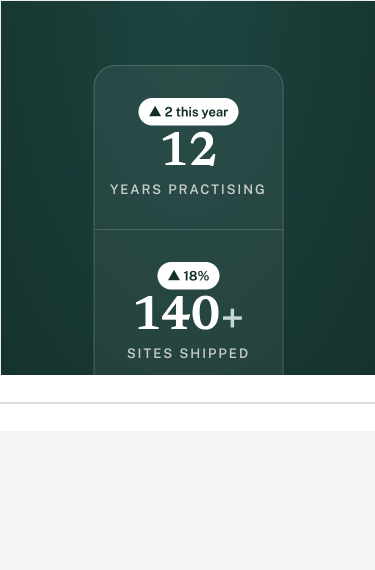 ▲ 2 this year
12
YEARS PRACTISING
▲ 18%
140+
SITES SHIPPED